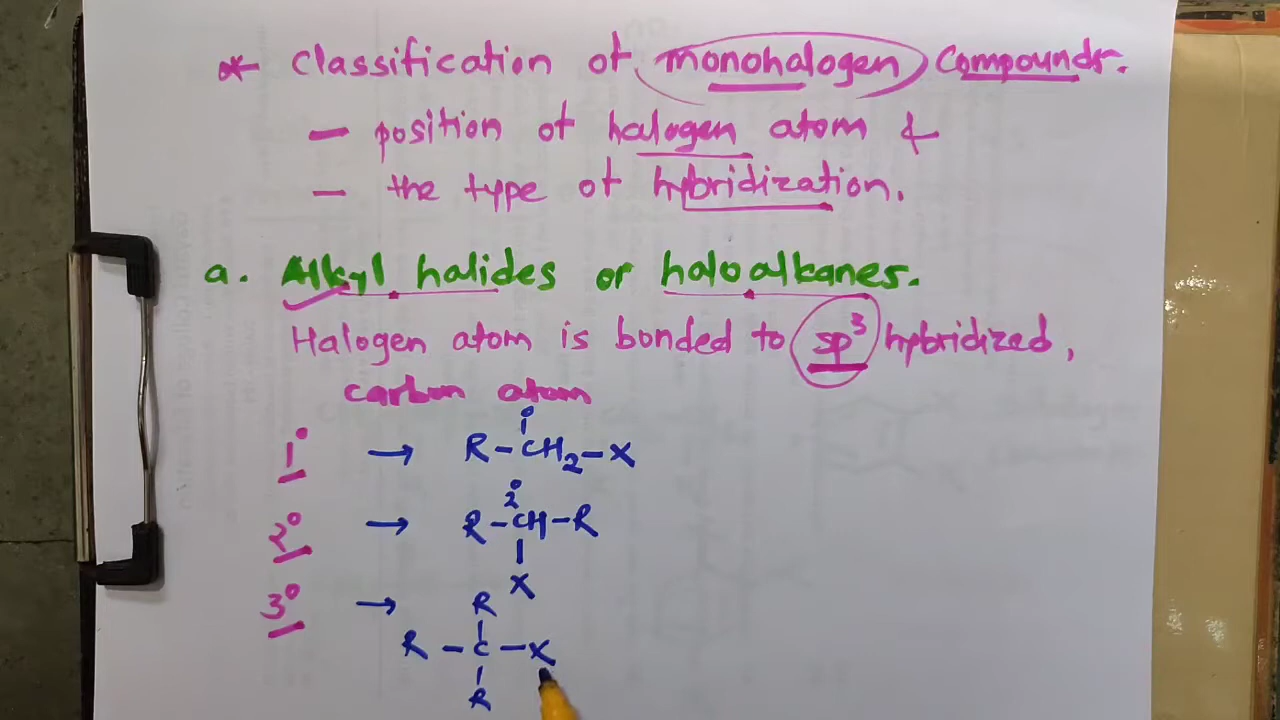 * Classification of monohalogen compounds.
- position of halogen atom &
- the type of hybridization.
a. Alkyl halides or haloalkanes.
Halogen atom is bonded to sp³ hybridized,
carbon atom
1°
1° → R-CH₂-X
2°
2° → R-CH-R
|
X
3° → R
|
R-C-X
|
R